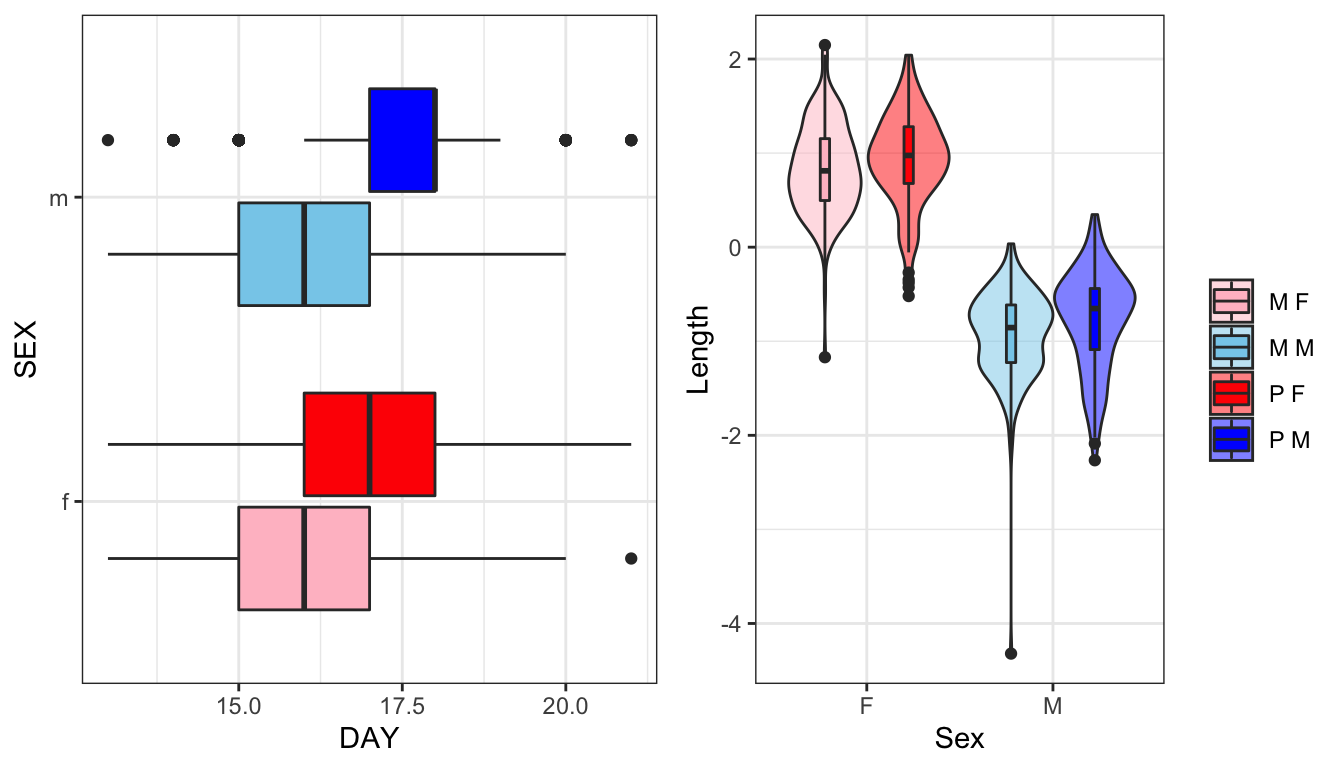 SEX
m
f
15.0 17.5 20.0
DAY
Length
2
0
-2
-4
F M
Sex
M F
M M
P F
P M